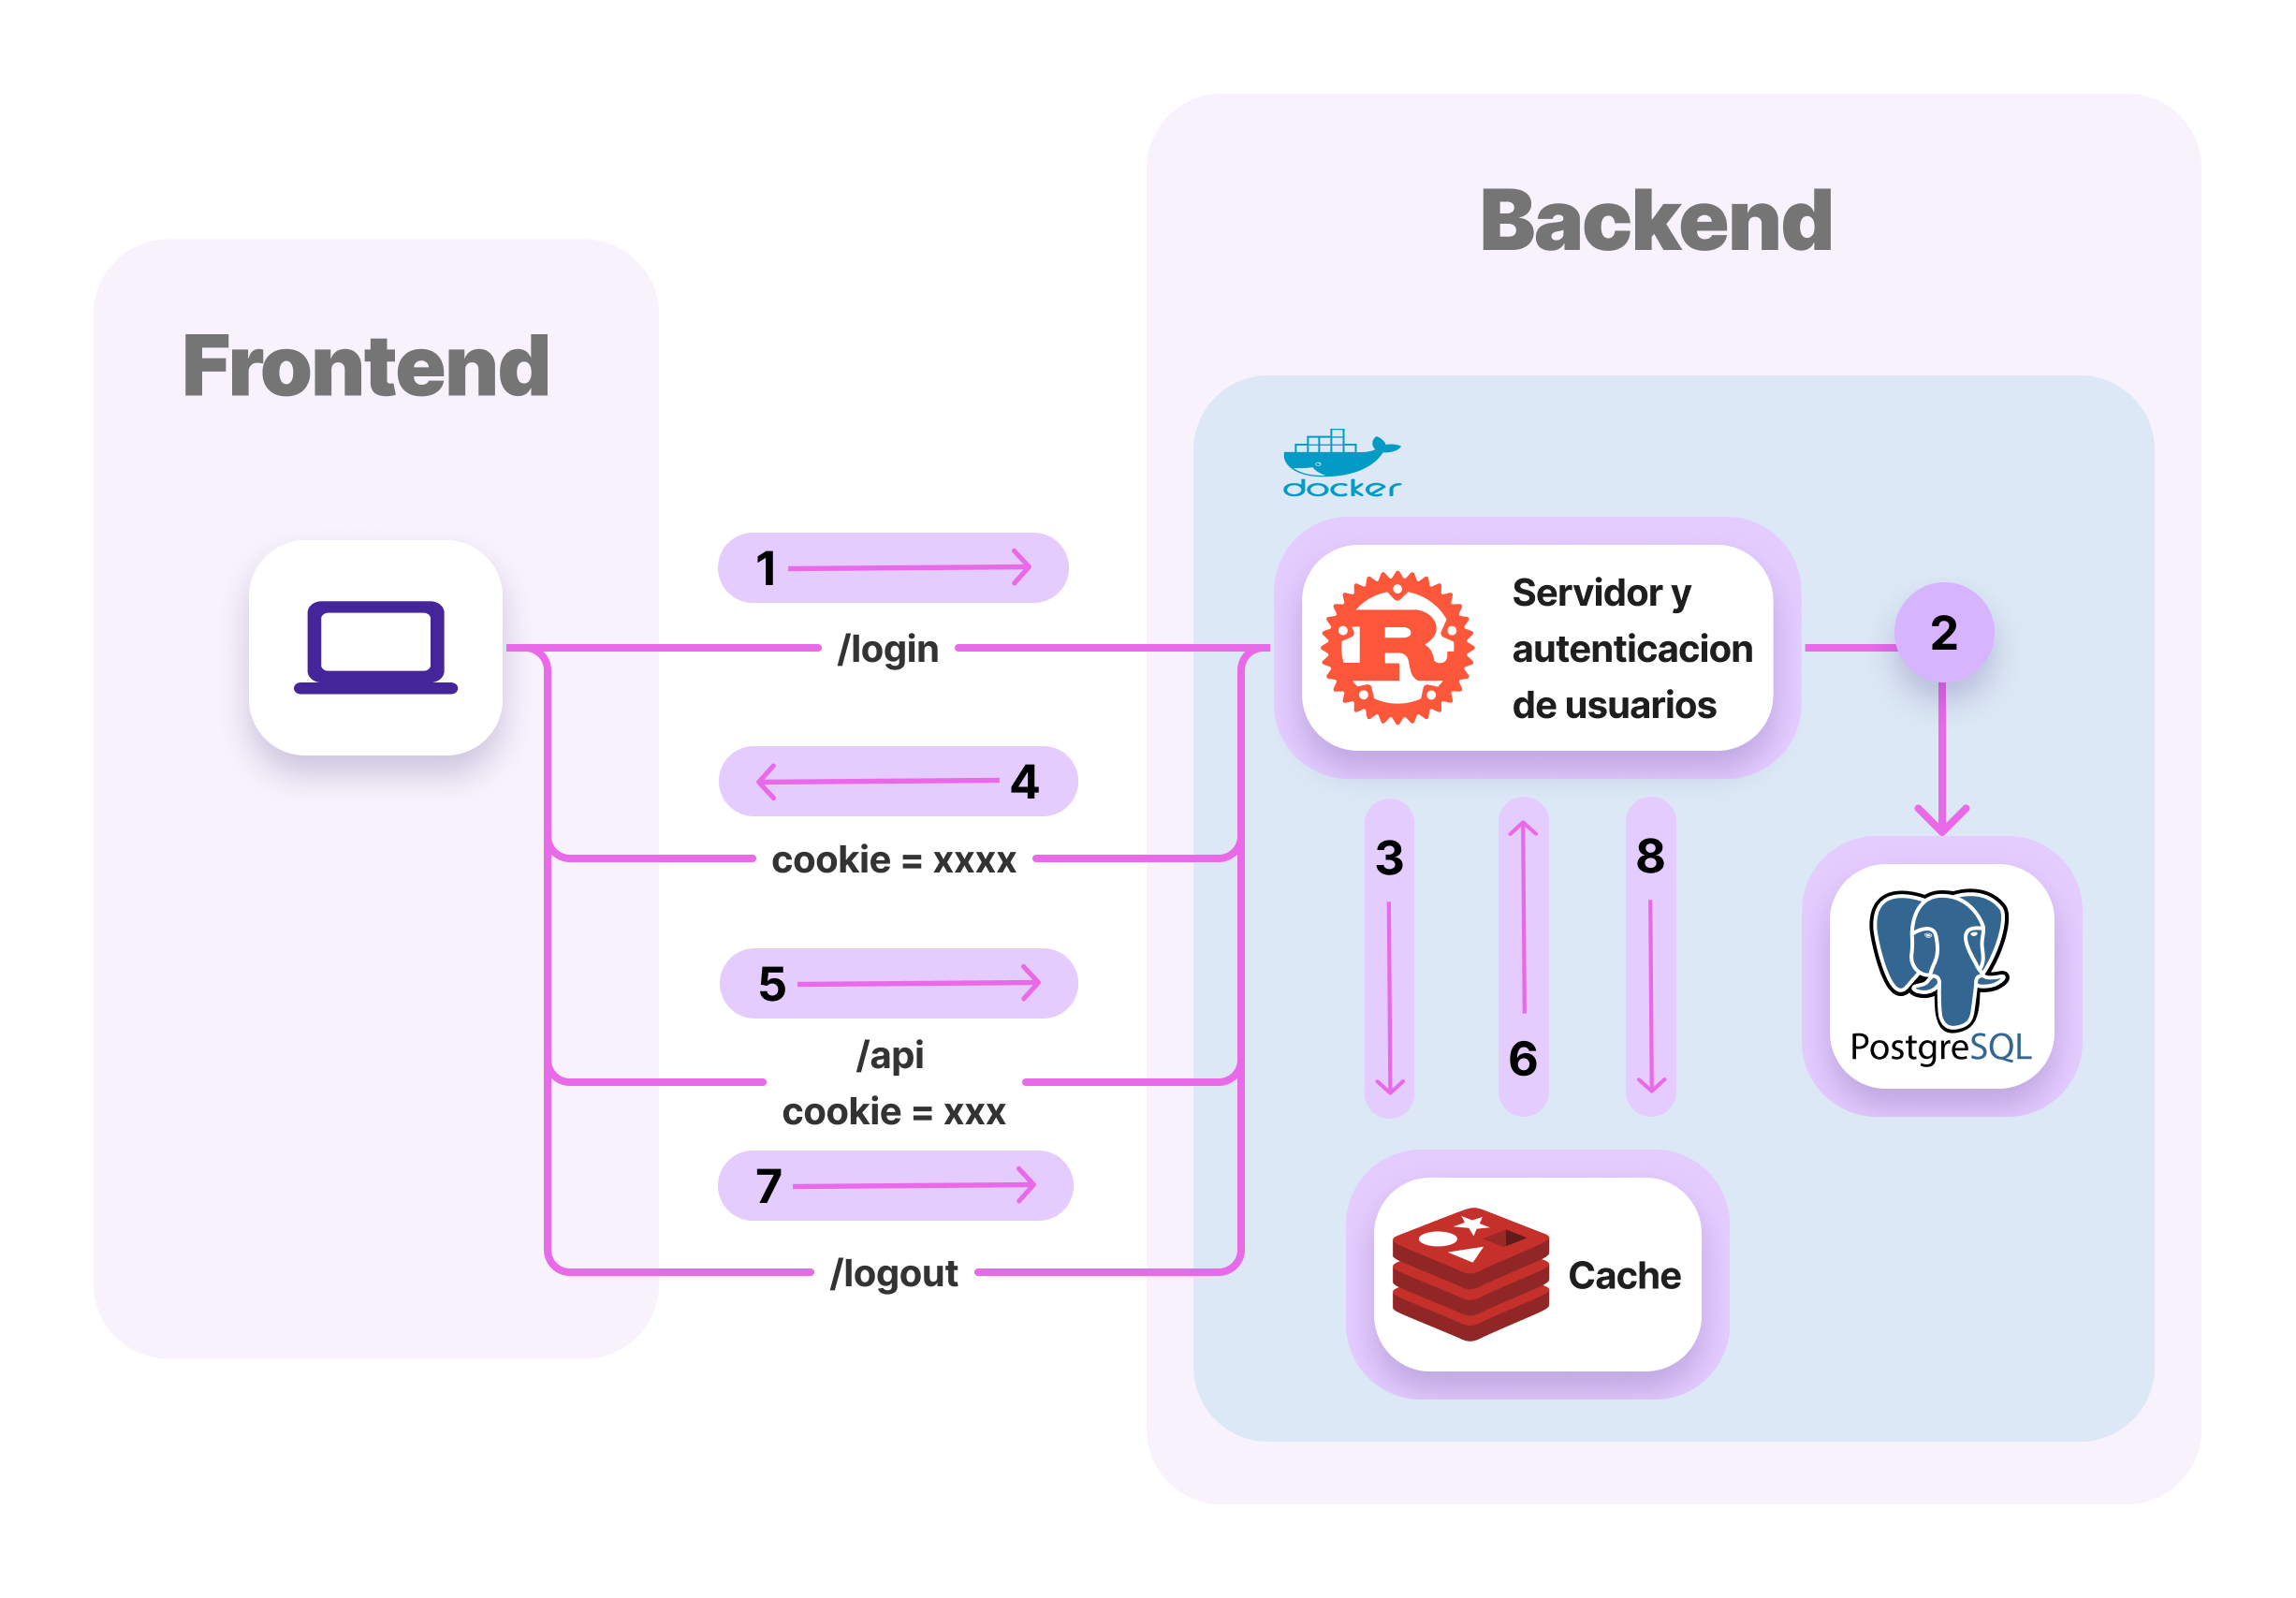 Backend
Frontend
docker
1
/login
Servidor y
autenticacion
de usuarios
2
4
cookie = xxxx
3
6
8
5
/api
cookie = xxx
PostgreSQL
7
/logout
Cache